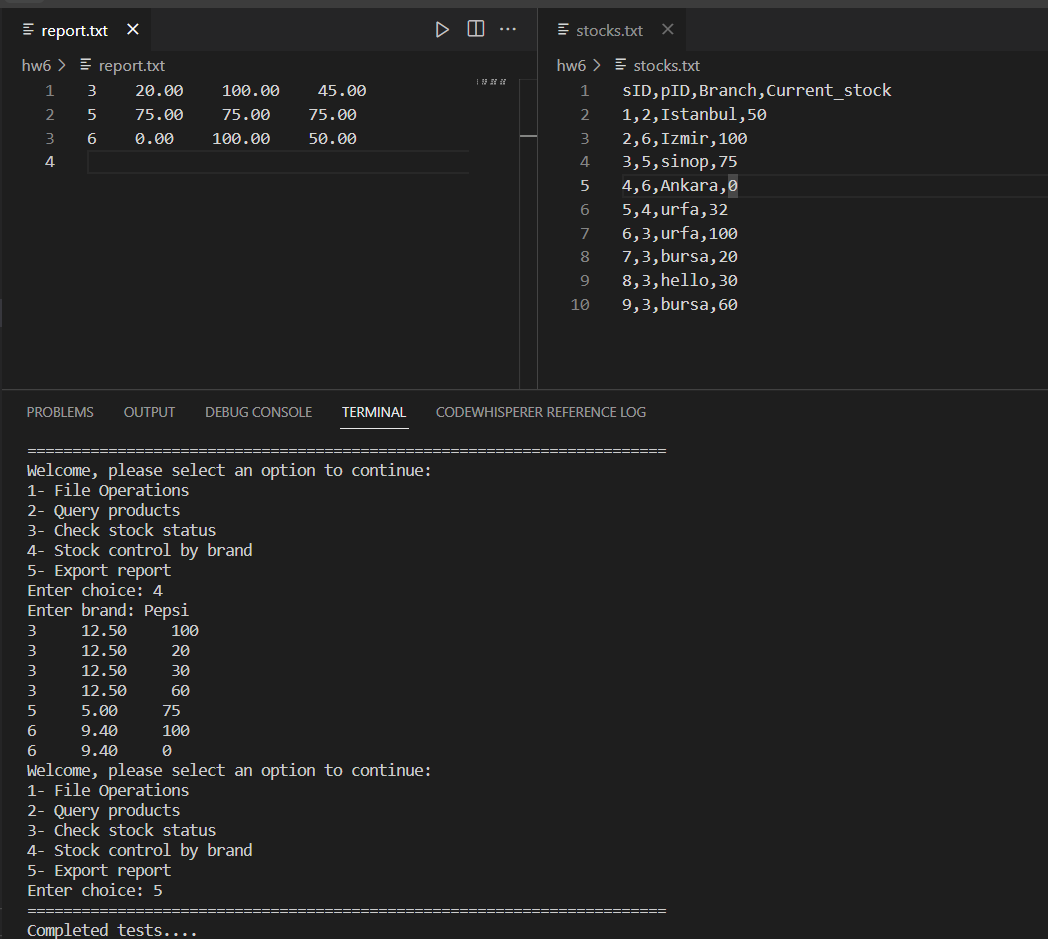 report.txt
hw6 > report.txt
1 3 20.00 100.00 45.00
2 5 75.00 75.00 75.00
3 6 0.00 100.00 50.00
4
stocks.txt
hw6 > stocks.txt
1 sID,pID,Branch,Current_stock
2 1,2,Istanbul,50
3 2,6,Izmir,100
4 3,5,sinop,75
5 4,6,Ankara,0
6 5,4,urfa,32
7 6,3,urfa,100
8 7,3,bursa,20
9 8,3,hello,30
10 9,3,bursa,60
PROBLEMS OUTPUT DEBUG CONSOLE TERMINAL CODEWHISPERER REFERENCE LOG
=======================================================================
Welcome, please select an option to continue:
1- File Operations
2- Query products
3- Check stock status
4- Stock control by brand
5- Export report
Enter choice: 4
Enter brand: Pepsi
3 12.50 100
3 12.50 20
3 12.50 30
3 12.50 60
5 5.00 75
6 9.40 100
6 9.40 0
Welcome, please select an option to continue:
1- File Operations
2- Query products
3- Check stock status
4- Stock control by brand
5- Export report
Enter choice: 5
=======================================================================
Completed tests....